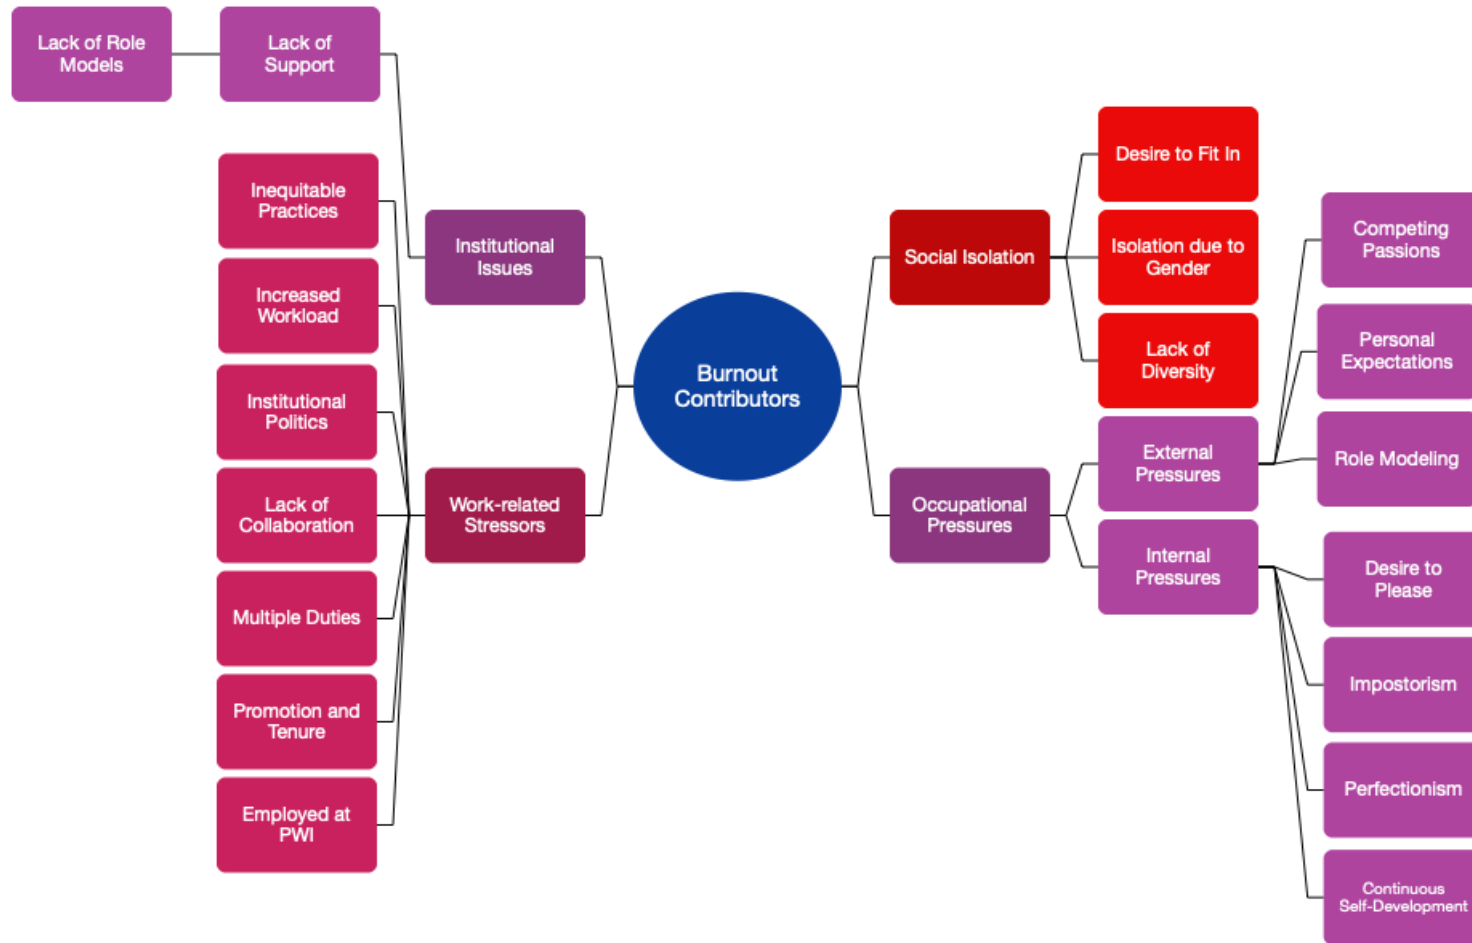 Lack of Role
Models
Lack of
Support
Inequitable
Practices
Increased
Workload
Institutional
Politics
Lack of
Collaboration
Multiple Duties
Promotion and
Tenure
Employed at
PWI
Institutional
Issues
Work-related
Stressors
Burnout
Contributors
Social Isolation
Occupational
Pressures
Desire to Fit In
Isolation due to
Gender
Lack of
Diversity
External
Pressures
Internal
Pressures
Competing
Passions
Personal
Expectations
Role Modeling
Desire to
Please
Impostorism
Perfectionism
Continuous
Self-Development